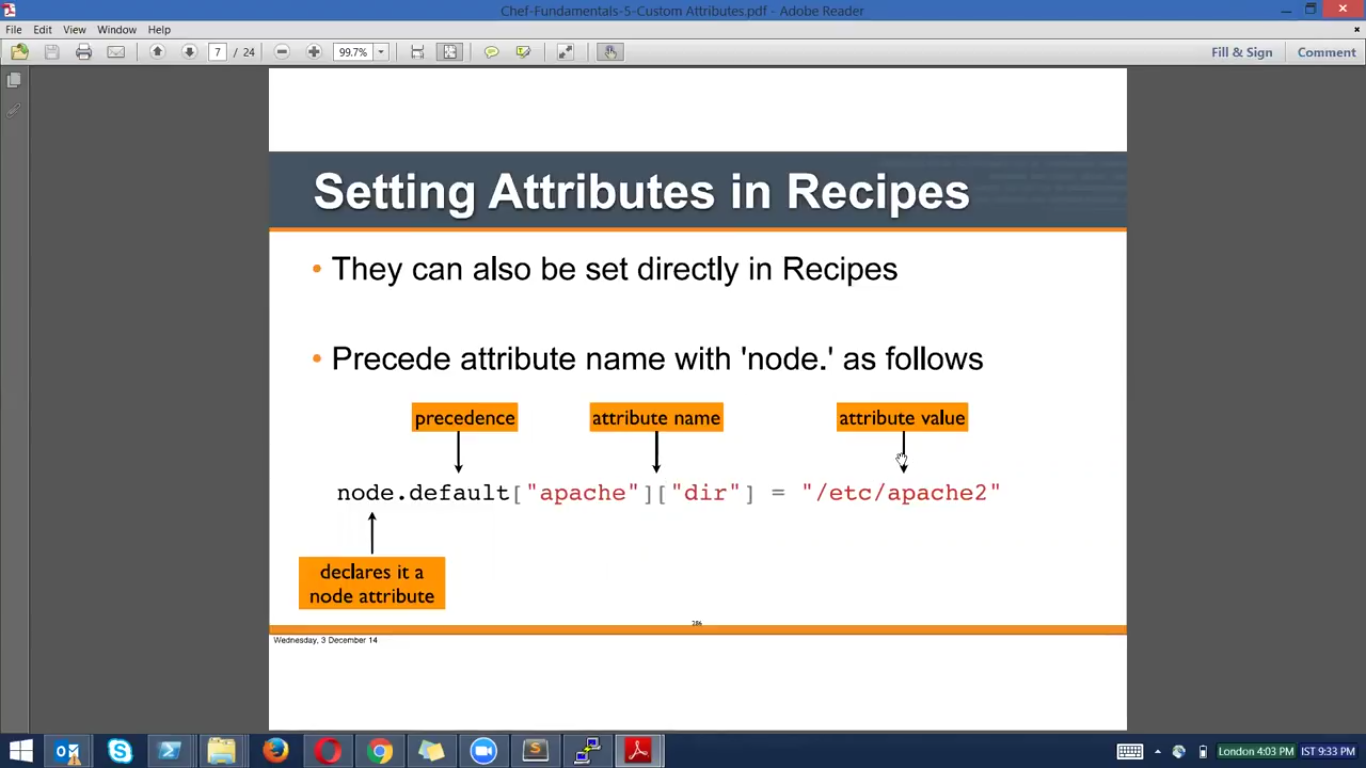 Chef-Fundamentals-5-Custom Attributes.pdf - Adobe Reader
File Edit View Window Help
7 / 24 99.7% Fill & Sign Comment
Setting Attributes in Recipes
• They can also be set directly in Recipes
• Precede attribute name with 'node.' as follows
precedence attribute name attribute value
node.default["apache"]["dir"] = "/etc/apache2"
declares it a
node attribute
286
Wednesday, 3 December 14
London 4:03 PM IST 9:33 PM